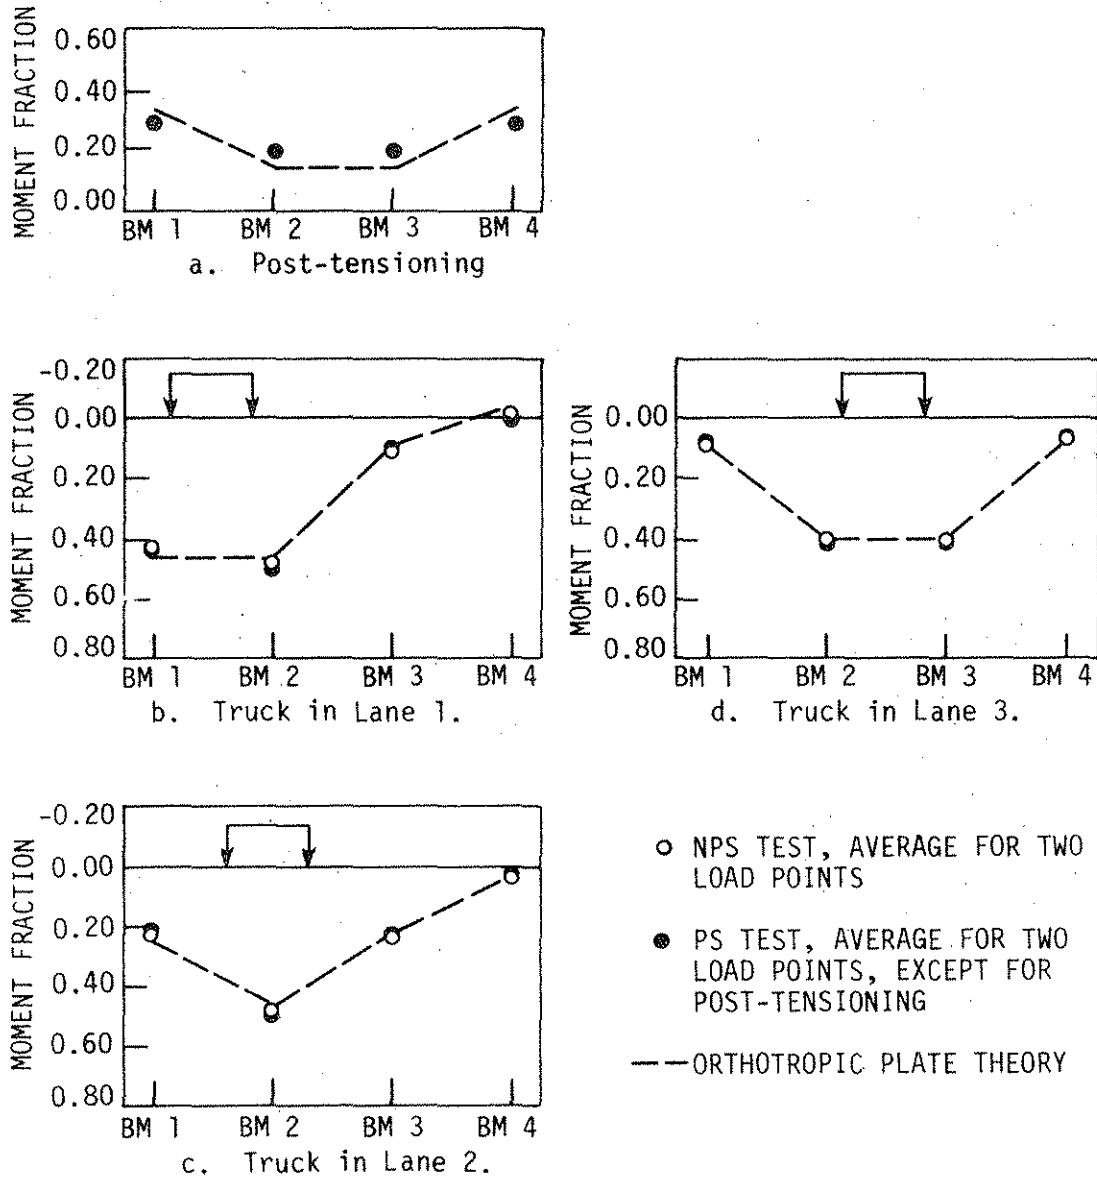 MOMENT FRACTION
0.60
0.40
0.20
0.00
BM 1 BM 2 BM 3 BM 4
a. Post-tensioning
MOMENT FRACTION
-0.20
0.00
0.20
0.40
0.60
0.80
BM 1 BM 2 BM 3 BM 4
b. Truck in Lane 1.
MOMENT FRACTION
0.00
0.20
0.40
0.60
0.80
BM 1 BM 2 BM 3 BM 4
d. Truck in Lane 3.
MOMENT FRACTION
-0.20
0.00
0.20
0.40
0.60
0.80
BM 1 BM 2 BM 3 BM 4
c. Truck in Lane 2.
NPS TEST, AVERAGE FOR TWO
LOAD POINTS
PS TEST, AVERAGE FOR TWO
LOAD POINTS, EXCEPT FOR
POST-TENSIONING
ORTHOTROPIC PLATE THEORY